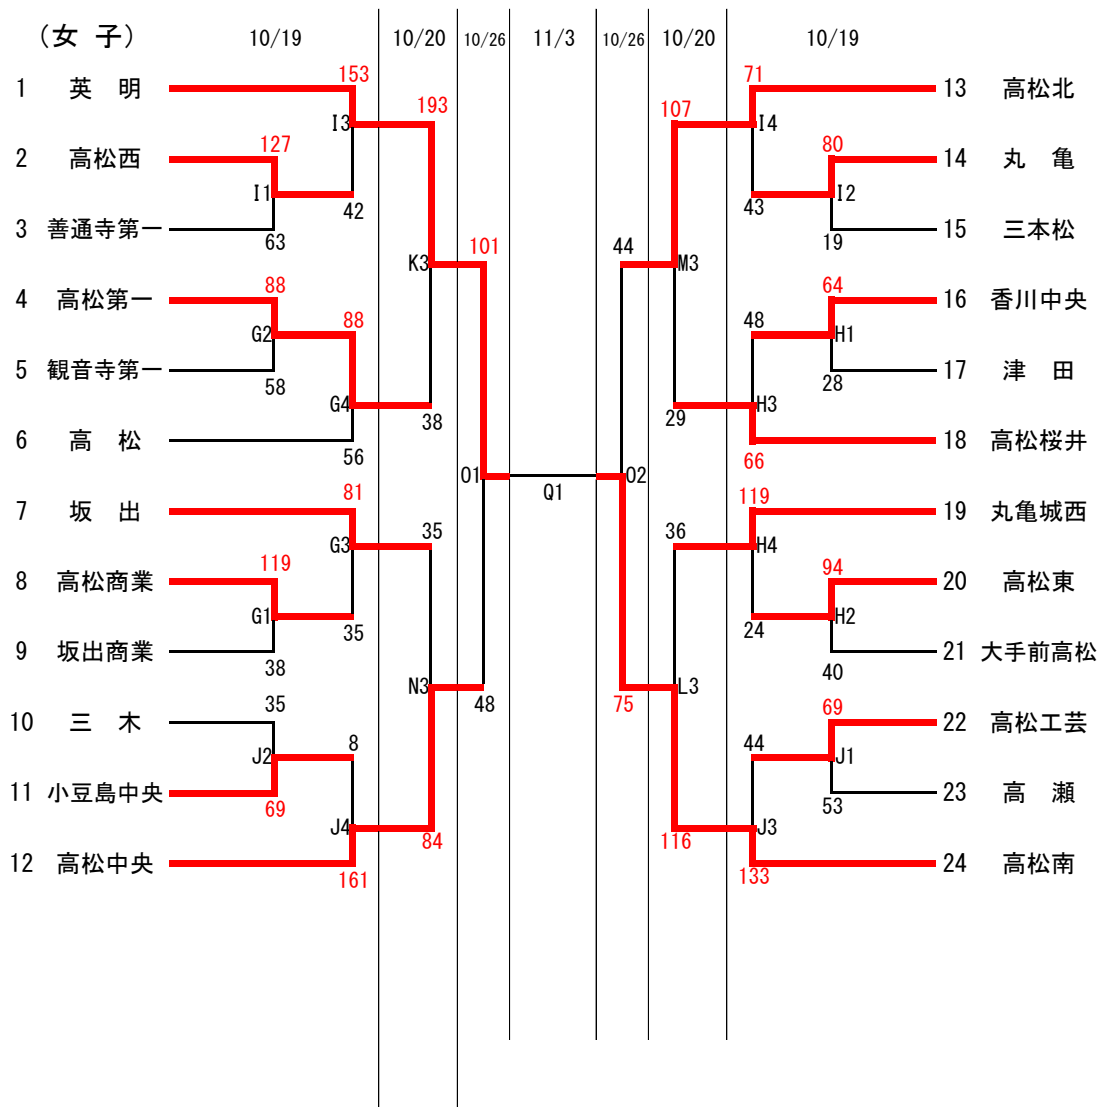 （女 子） 10/19 10/20 10/26 11/3 10/26 10/20 10/19
1 英 明 153 71 13 高松北
193 107
I3 I4
2 高松西 127 80 14 丸 亀
I1 42 43 I2
3 善通寺第一 63 19 15 三本松
101 44
K3 M3
4 高松第一 88 64 16 香川中央
88 48
G2 H1
5 観音寺第一 58 28 17 津 田
G4 38 29 H3
6 高 松 56 66 18 高松桜井
O1 Q1 O2
7 坂 出 81 119 19 丸亀城西
35 36
G3 H4
8 高松商業 119 94 20 高松東
G1 35 24 H2
9 坂出商業 38 40 21 大手前高松
N3 48 75 L3
10 三 木 35 69 22 高松工芸
8 44
J2 J1
11 小豆島中央 69 53 23 高 瀬
J4 84 116 J3
12 高松中央 161 133 24 高松南